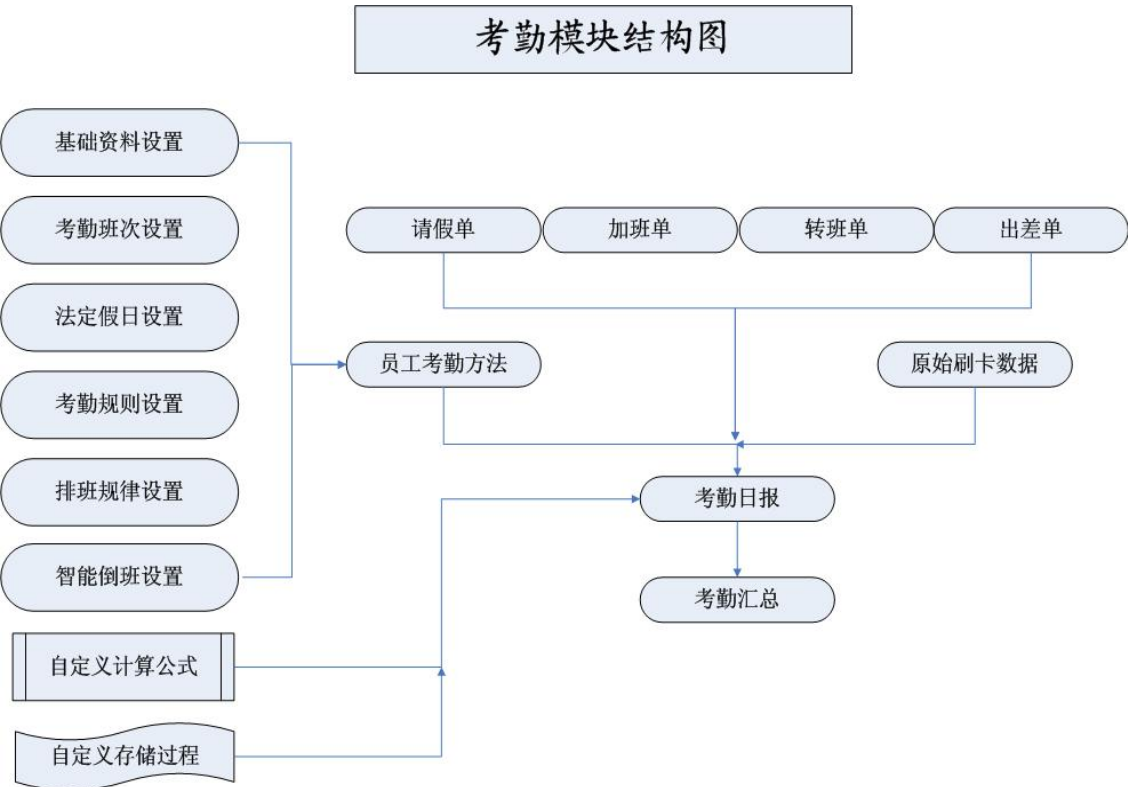 考勤模块结构图
基础资料设置
考勤班次设置
请假单
加班单
转班单
出差单
法定假日设置
员工考勤方法
原始刷卡数据
考勤规则设置
排班规律设置
考勤日报
智能倒班设置
考勤汇总
自定义计算公式
自定义存储过程